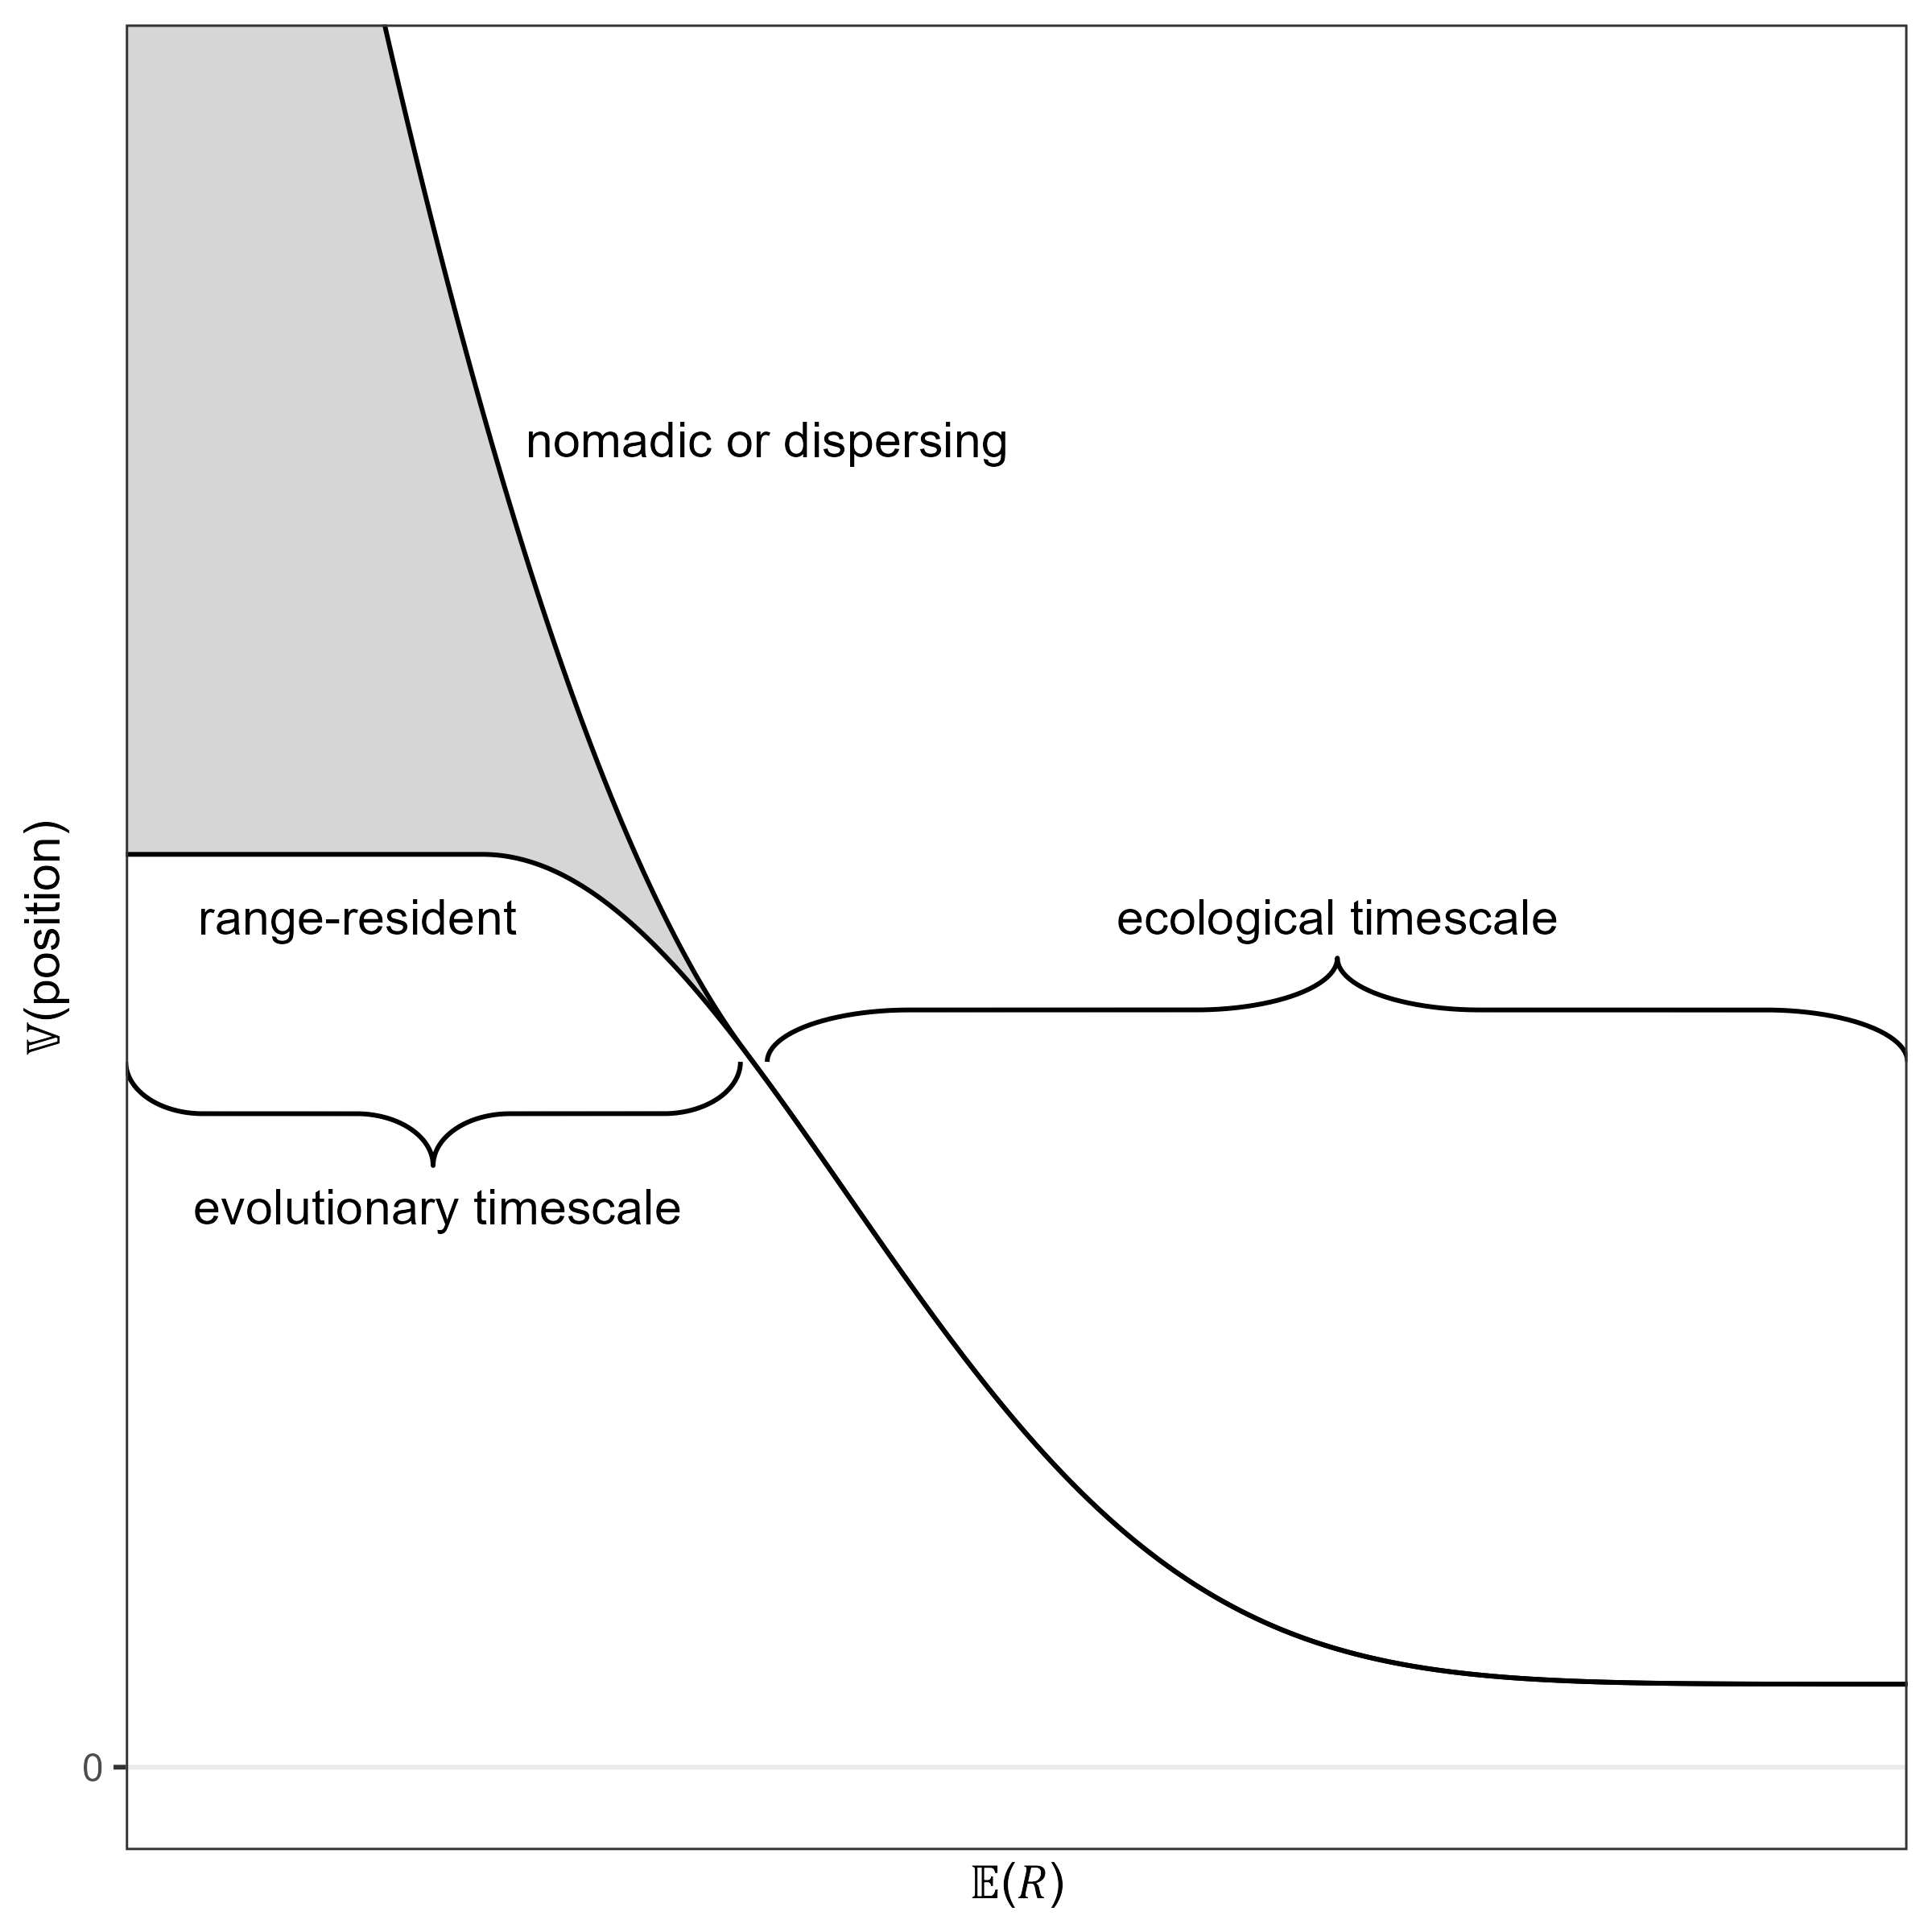 nomadic or dispersing
range-resident
ecological timescale
evolutionary timescale
𝕍(position)
0
𝔼(R)